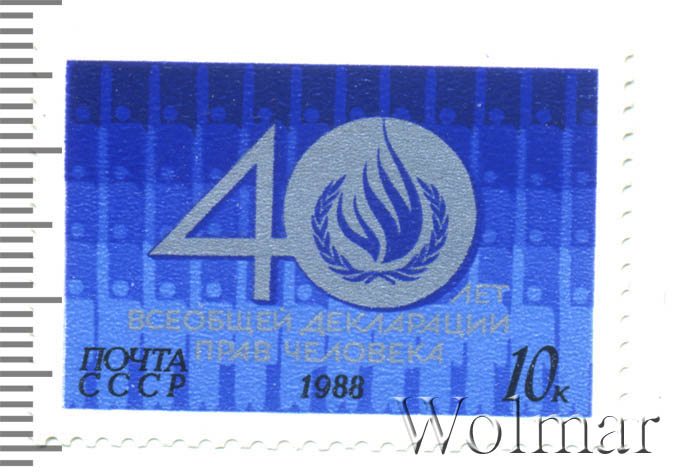 40
ЛЕТ
ВСЕОБЩЕЙ ДЕКЛАРАЦИИ
ПРАВ ЧЕЛОВЕКА
ПОЧТА
СССР
1988
10к
Wolmar